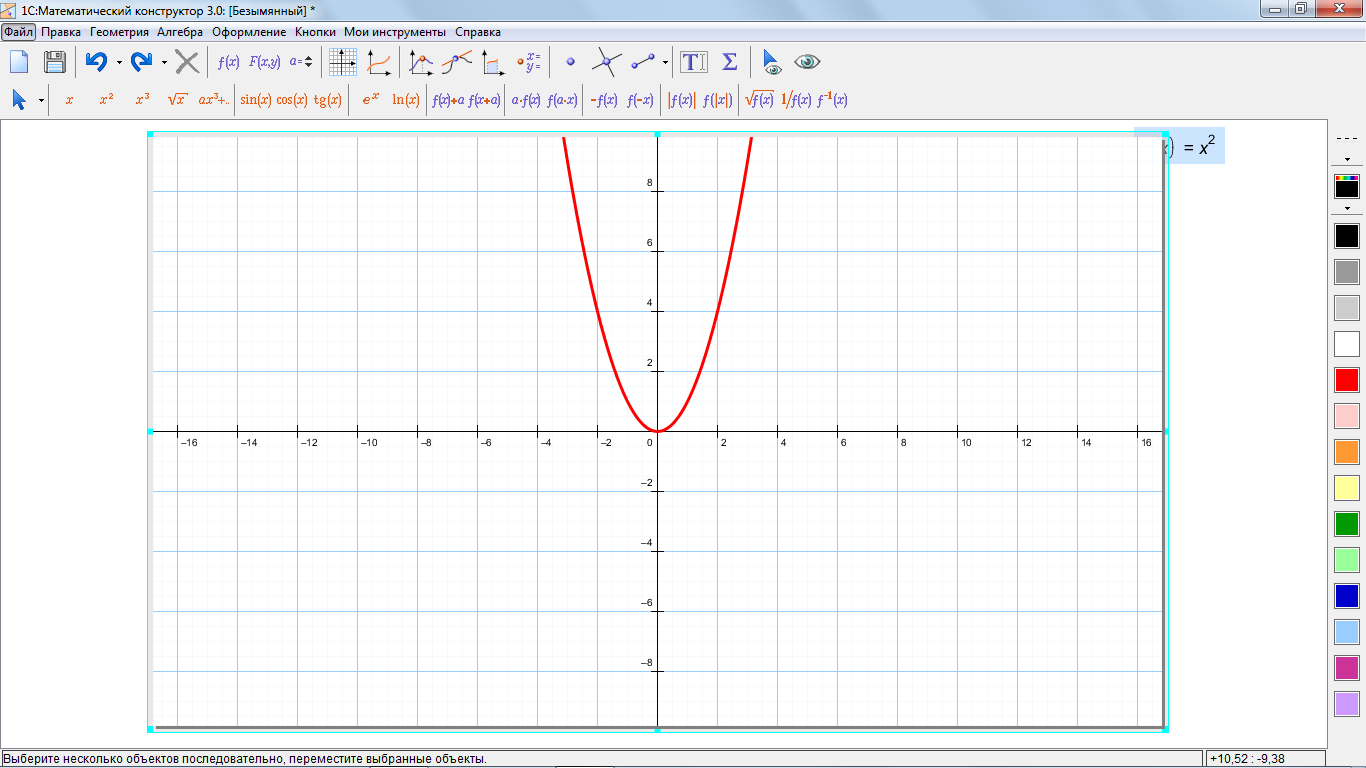 1С:Математический конструктор 3.0: [Безымянный] *
Файл Правка Геометрия Алгебра Оформление Кнопки Мои инструменты Справка
f(x) F(x,y) a= x= y= T Σ
x x² x³ √x ax³+.. sin(x) cos(x) tg(x) eˣ ln(x) f(x)+a f(x+a) a·f(x) f(a·x) -f(x) f(-x) |f(x)| f(|x|) √f(x) 1/f(x) f⁻¹(x)
x) = x²
8
6
4
2
–16 –14 –12 –10 –8 –6 –4 –2 0 2 4 6 8 10 12 14 16
–2
–4
–6
–8
Выберите несколько объектов последовательно, переместите выбранные объекты. +10,52 : -9,38